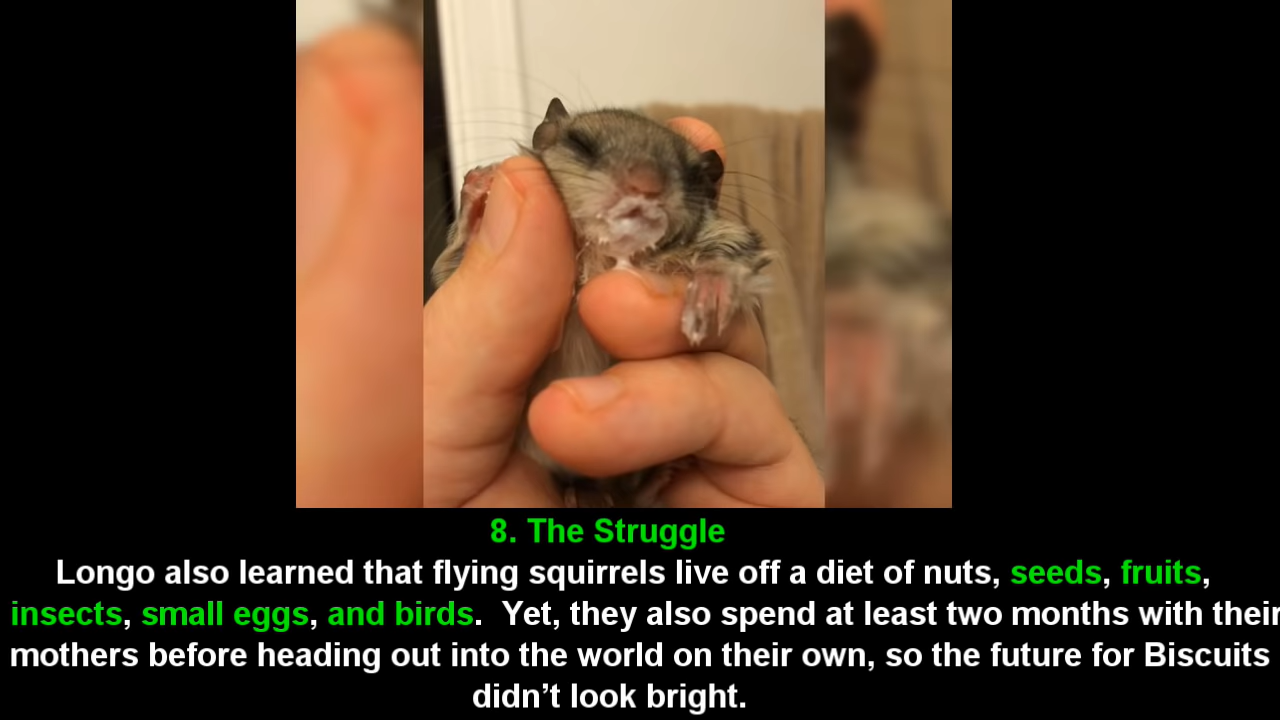 8. The Struggle
Longo also learned that flying squirrels live off a diet of nuts, seeds, fruits,
insects, small eggs, and birds.  Yet, they also spend at least two months with their
mothers before heading out into the world on their own, so the future for Biscuits
didn’t look bright.